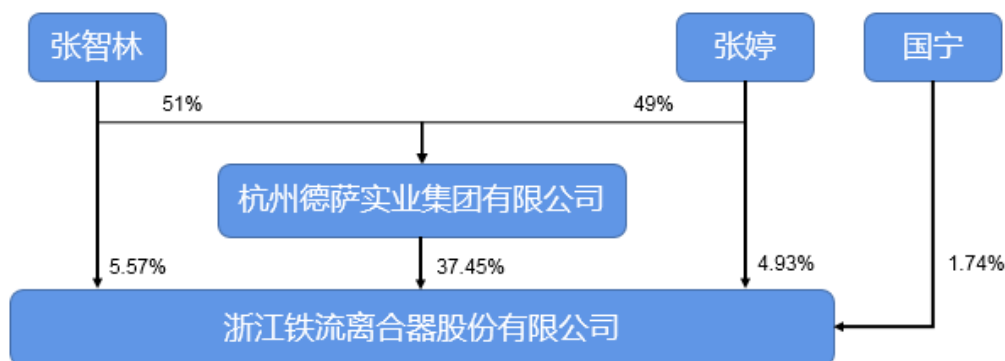 张智林
张婷
国宁
51%
49%
杭州德萨实业集团有限公司
5.57%
37.45%
4.93%
1.74%
浙江铁流离合器股份有限公司